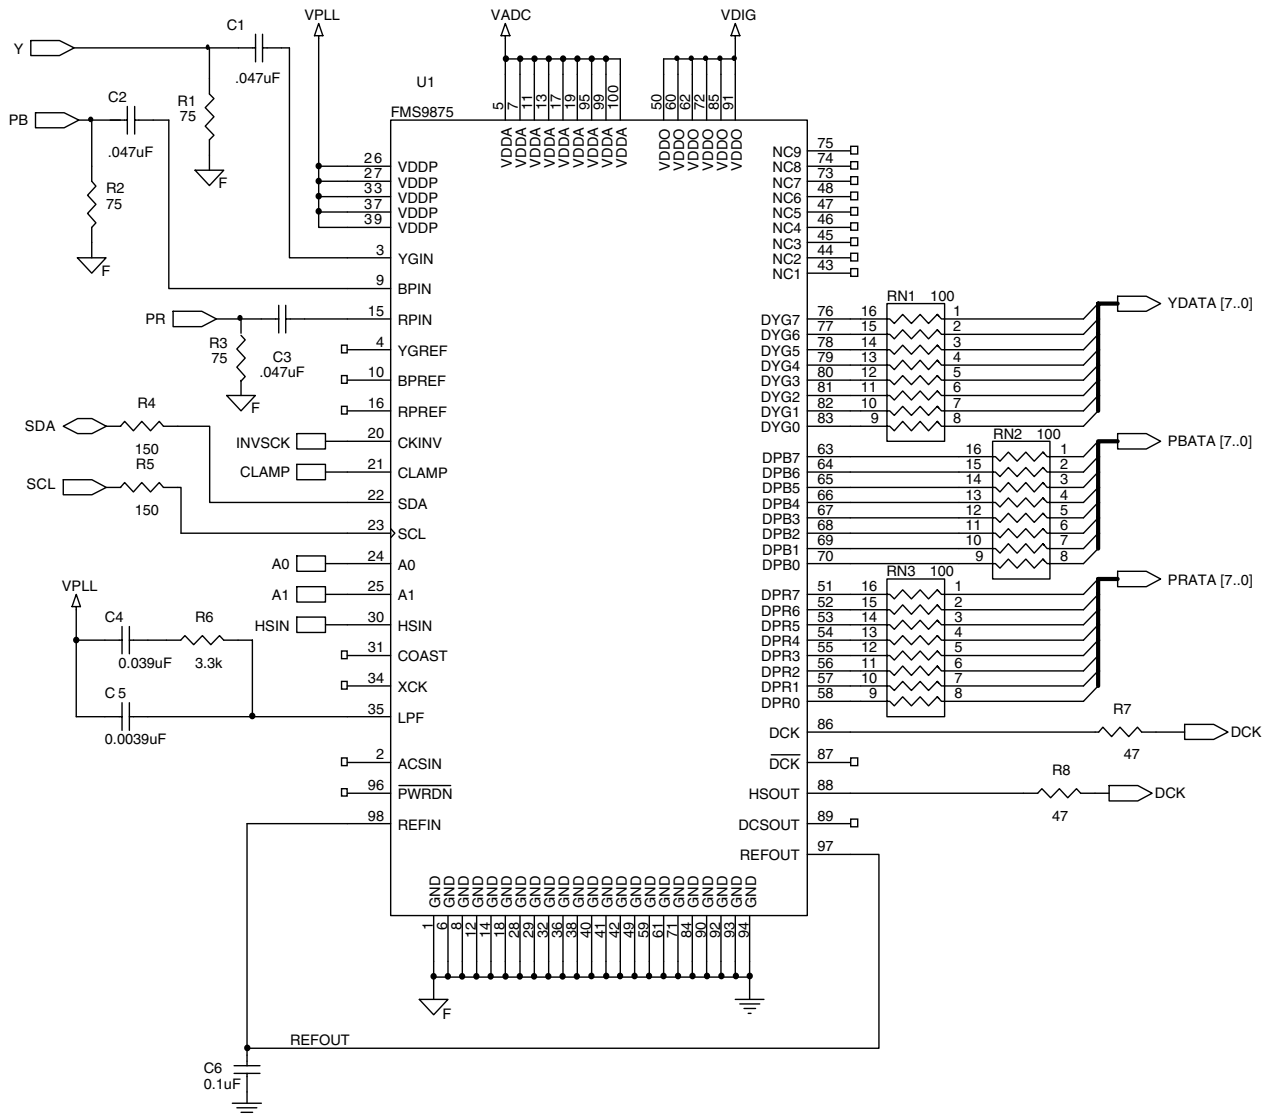 VPLL
VADC
VDIG
C1
Y
.047uF
U1
C2
R1
75
PB
.047uF
FMS9875
5 7 11 13 17 19 95 99 100
50 60 62 72 85 91
VDDA VDDA VDDA VDDA VDDA VDDA VDDA VDDA VDDA
VDDO VDDO VDDO VDDO VDDO VDDO
F
R2
75
F
26 VDDP
27 VDDP
33 VDDP
37 VDDP
39 VDDP
3 YGIN
9 BPIN
PR
15 RPIN
R3
75
C3
.047uF
F
4 YGREF
10 BPREF
16 RPREF
SDA
R4
150
INVSCK 20 CKINV
CLAMP 21 CLAMP
SCL
R5
150
22 SDA
23 SCL
A0 24 A0
A1 25 A1
HSIN 30 HSIN
VPLL
C4
0.039uF
R6
3.3k
31 COAST
34 XCK
C5
0.0039uF
35 LPF
2 ACSIN
96 PWRDN
98 REFIN
NC9 75
NC8 74
NC7 73
NC6 48
NC5 47
NC4 46
NC3 45
NC2 44
NC1 43
RN1 100
DYG7 76 16 1
DYG6 77 15 2
DYG5 78 14 3
DYG4 79 13 4
DYG3 80 12 5
DYG2 81 11 6
DYG1 82 10 7
DYG0 83 9 8
YDATA [7..0]
RN2 100
DPB7 63 16 1
DPB6 64 15 2
DPB5 65 14 3
DPB4 66 13 4
DPB3 67 12 5
DPB2 68 11 6
DPB1 69 10 7
DPB0 70 9 8
PBATA [7..0]
RN3 100
DPR7 51 16 1
DPR6 52 15 2
DPR5 53 14 3
DPR4 54 13 4
DPR3 55 12 5
DPR2 56 11 6
DPR1 57 10 7
DPR0 58 9 8
PRATA [7..0]
R7
DCK 86
47
DCK
DCK 87
R8
HSOUT 88
47
DCK
DCSOUT 89
REFOUT 97
GND GND GND GND GND GND GND GND GND GND GND GND GND GND GND GND GND GND GND GND GND GND GND
1 6 8 12 14 18 28 29 32 36 38 40 41 42 49 59 61 71 84 90 92 93 94
F
REFOUT
C6
0.1uF